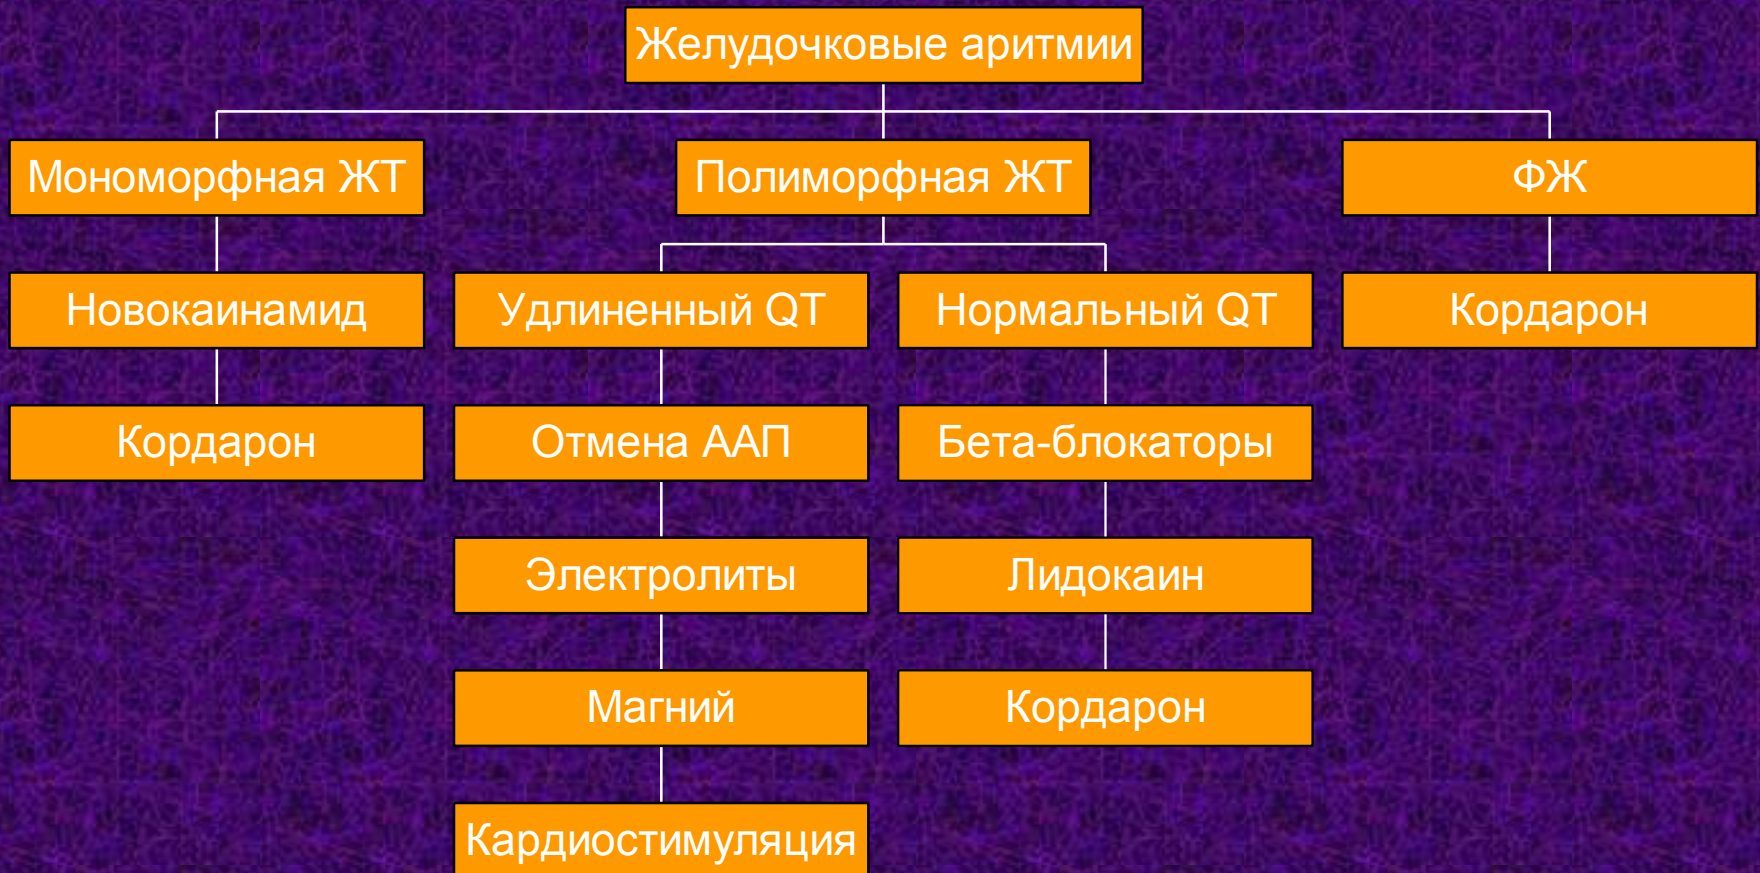 Желудочковые аритмии
Мономорфная ЖТ
Полиморфная ЖТ
ФЖ
Новокаинамид
Удлиненный QT
Нормальный QT
Кордарон
Кордарон
Отмена ААП
Бета-блокаторы
Электролиты
Лидокаин
Магний
Кордарон
Кардиостимуляция